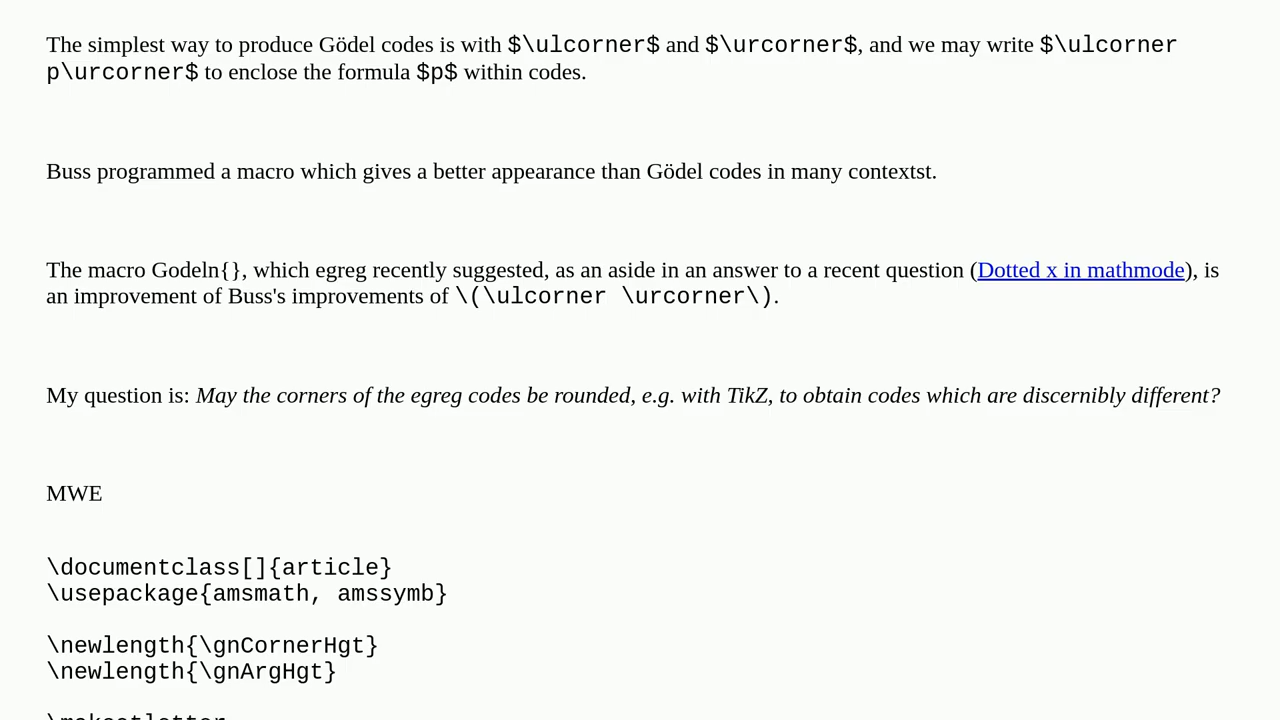 The simplest way to produce Gödel codes is with $\ulcorner$ and $\urcorner$, and we may write $\ulcorner
p\urcorner$ to enclose the formula $p$ within codes.
Buss programmed a macro which gives a better appearance than Gödel codes in many contextst.
The macro Godeln{}, which egreg recently suggested, as an aside in an answer to a recent question (Dotted x in mathmode), is
an improvement of Buss's improvements of \(\ulcorner \urcorner\).
My question is: May the corners of the egreg codes be rounded, e.g. with TikZ, to obtain codes which are discernibly different?
MWE
\documentclass[]{article}
\usepackage{amsmath, amssymb}
\newlength{\gnCornerHgt}
\newlength{\gnArgHgt}
\makeatletter